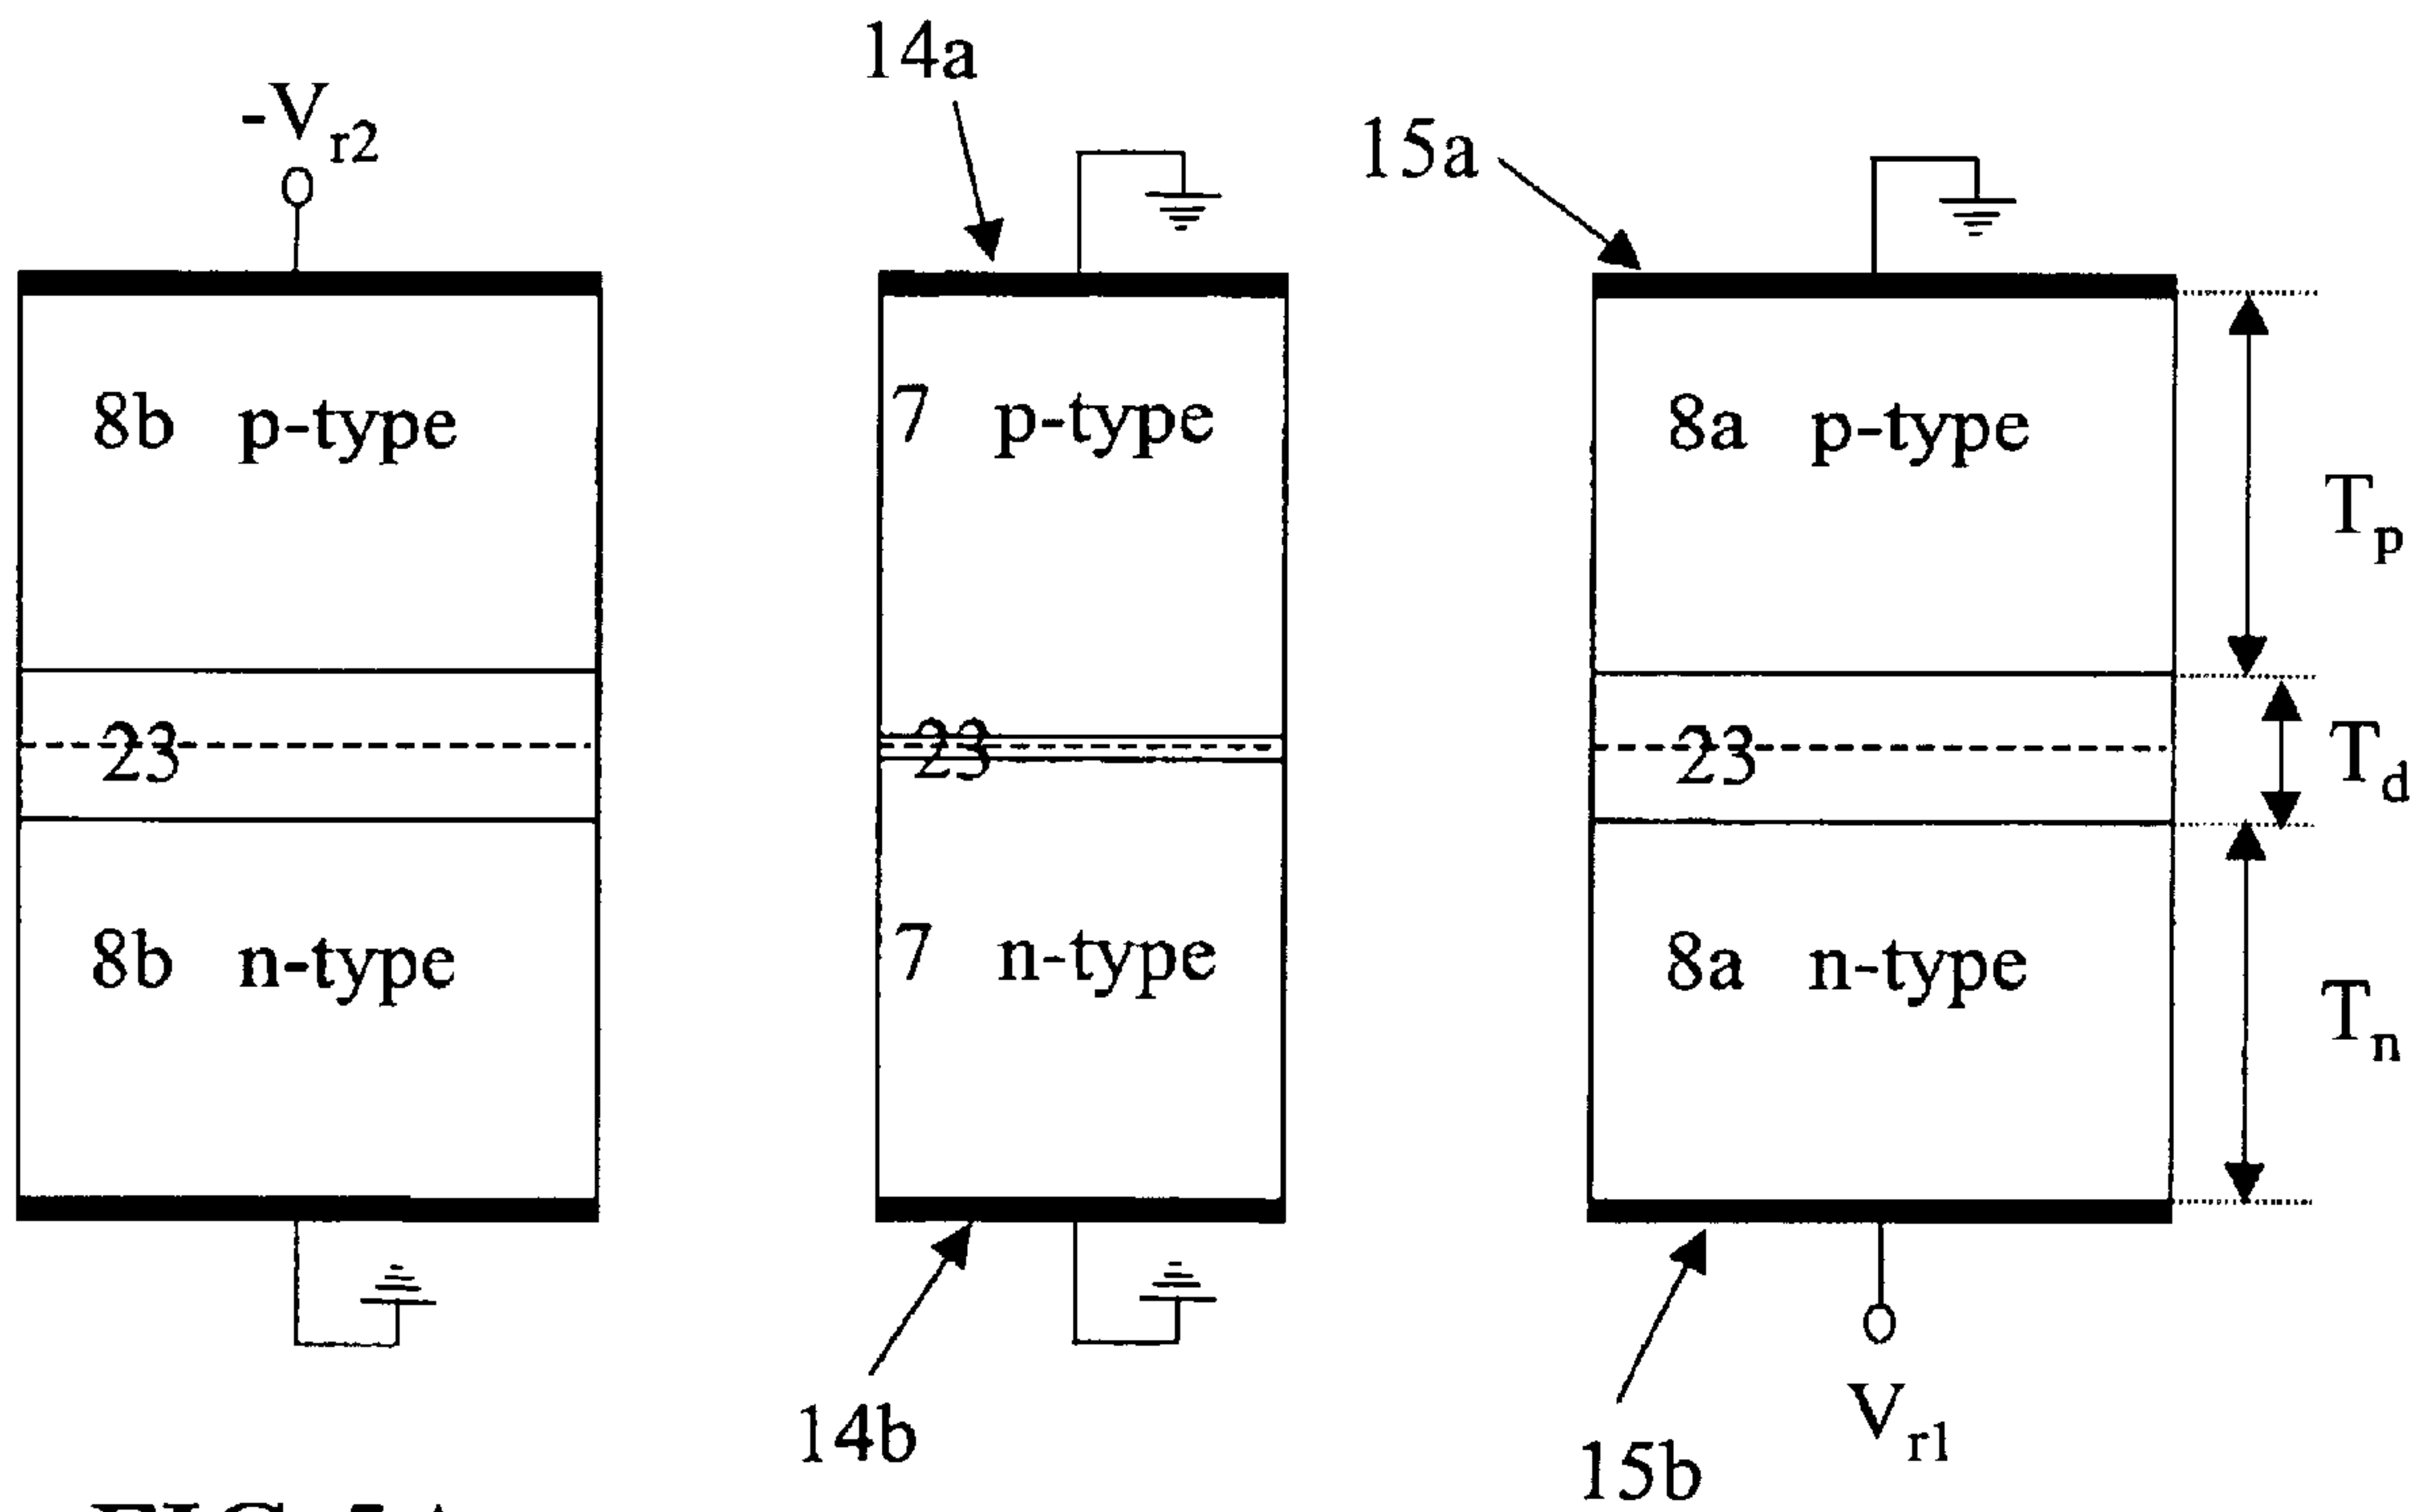 14a
-Vr2
15a
8b p-type
7 p-type
8a p-type
Tp
23
23
23
Td
8b n-type
7 n-type
8a n-type
Tn
14b
Vr1
15b